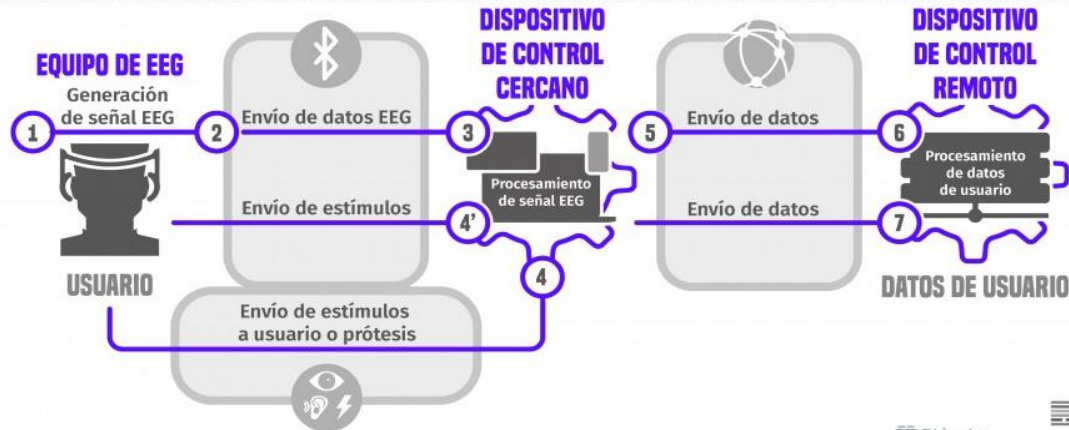 EQUIPO DE EEG
Generación
de señal EEG
1
2
Envío de datos EEG
3
DISPOSITIVO
DE CONTROL
CERCANO
Procesamiento
de señal EEG
Envío de estímulos
4'
4
USUARIO
Envío de estímulos
a usuario o prótesis
5
Envío de datos
6
DISPOSITIVO
DE CONTROL
REMOTO
Procesamiento
de datos
de usuario
Envío de datos
7
DATOS DE USUARIO